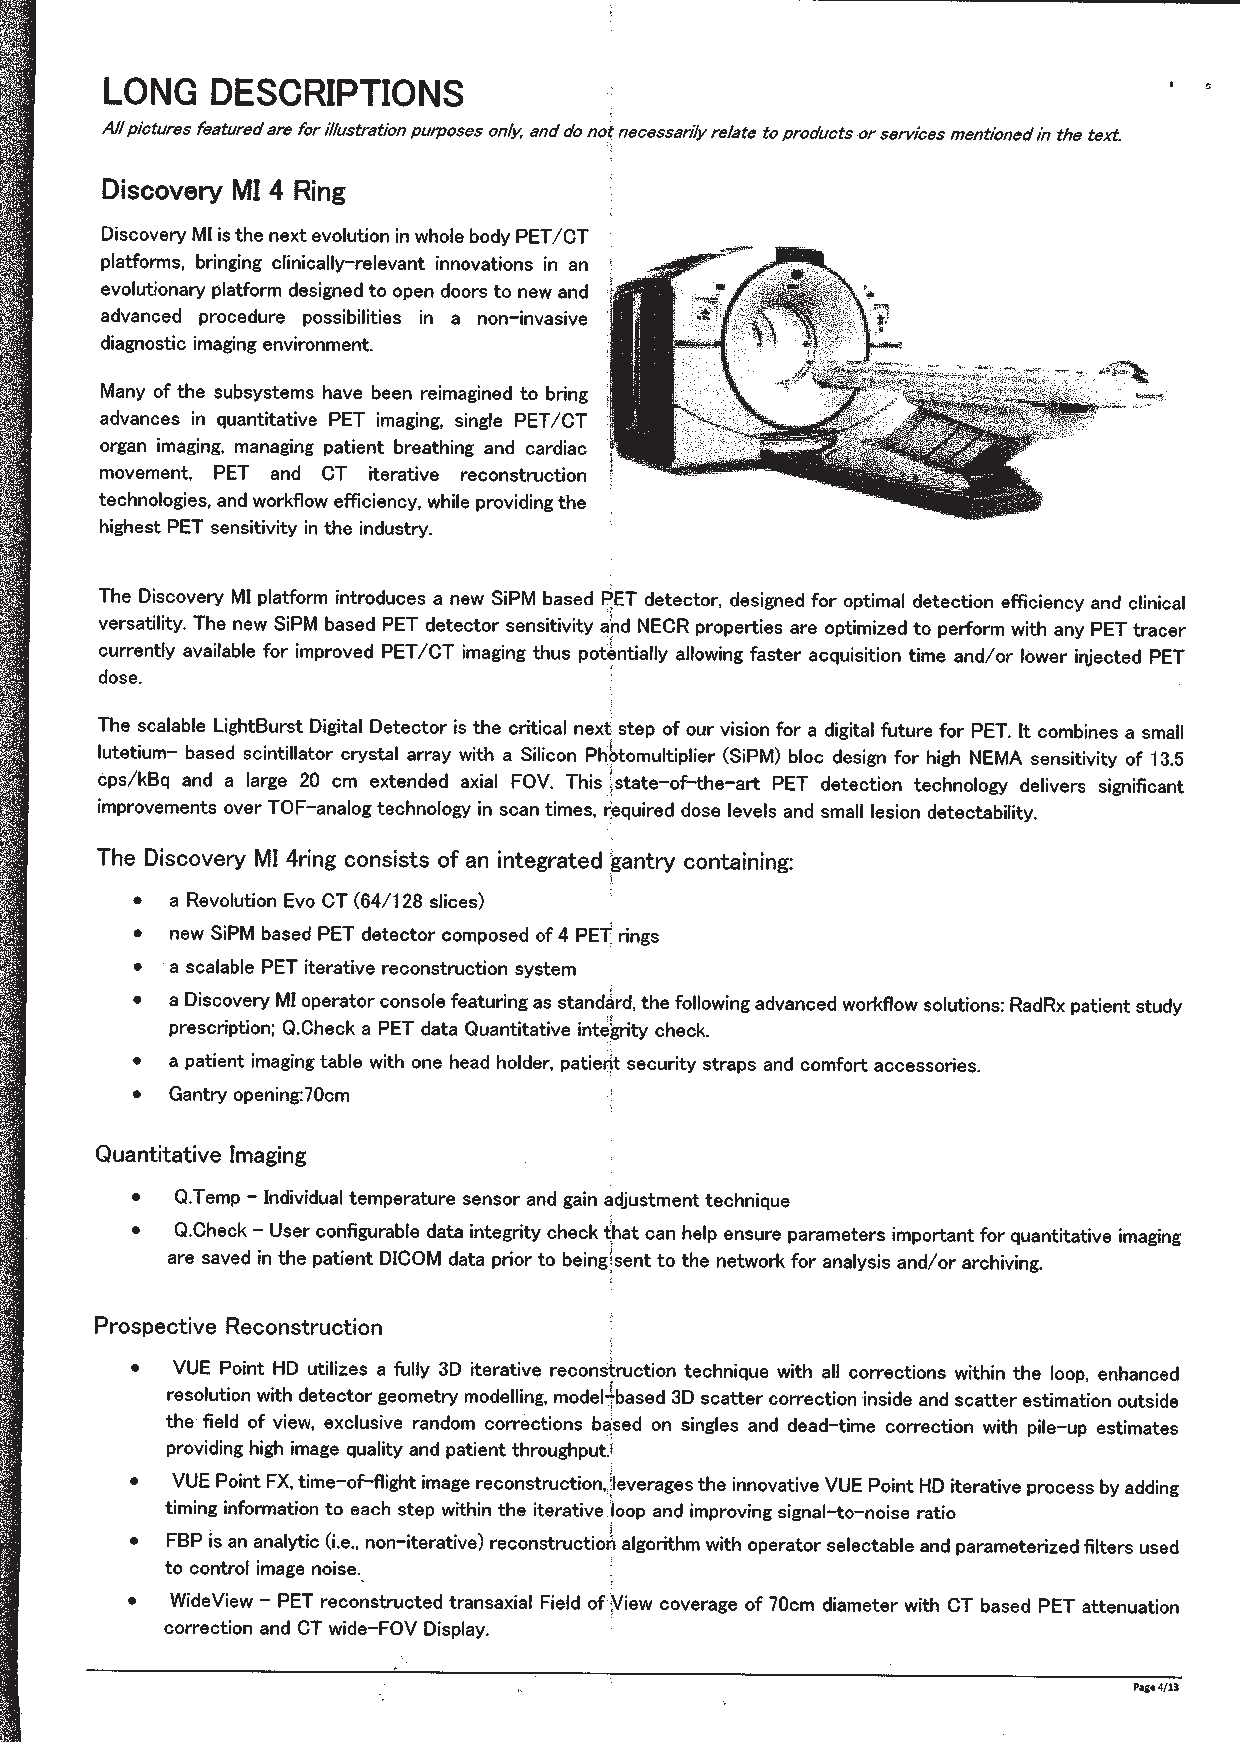 LONG DESCRIPTIONS
All pictures featured are for illustration purposes only, and do not necessarily relate to products or services mentioned in the text.
Discovery MI 4 Ring
Discovery MI is the next evolution in whole body PET/CT
platforms, bringing clinically-relevant innovations in an
evolutionary platform designed to open doors to new and
advanced procedure possibilities in a non-invasive
diagnostic imaging environment.
Many of the subsystems have been reimagined to bring
advances in quantitative PET imaging, single PET/CT
organ imaging, managing patient breathing and cardiac
movement, PET and CT iterative reconstruction
technologies, and workflow efficiency, while providing the
highest PET sensitivity in the industry.
The Discovery MI platform introduces a new SiPM based PET detector, designed for optimal detection efficiency and clinical
versatility. The new SiPM based PET detector sensitivity and NECR properties are optimized to perform with any PET tracer
currently available for improved PET/CT imaging thus potentially allowing faster acquisition time and/or lower injected PET
dose.
The scalable LightBurst Digital Detector is the critical next step of our vision for a digital future for PET. It combines a small
lutetium- based scintillator crystal array with a Silicon Photomultiplier (SiPM) bloc design for high NEMA sensitivity of 13.5
cps/kBq and a large 20 cm extended axial FOV. This state-of-the-art PET detection technology delivers significant
improvements over TOF-analog technology in scan times, required dose levels and small lesion detectability.
The Discovery MI 4ring consists of an integrated gantry containing:
• a Revolution Evo CT (64/128 slices)
• new SiPM based PET detector composed of 4 PET rings
• a scalable PET iterative reconstruction system
• a Discovery MI operator console featuring as standard, the following advanced workflow solutions: RadRx patient study
prescription; Q.Check a PET data Quantitative integrity check.
• a patient imaging table with one head holder, patient security straps and comfort accessories.
• Gantry opening:70cm
Quantitative Imaging
• Q.Temp - Individual temperature sensor and gain adjustment technique
• Q.Check - User configurable data integrity check that can help ensure parameters important for quantitative imaging
are saved in the patient DICOM data prior to being sent to the network for analysis and/or archiving.
Prospective Reconstruction
• VUE Point HD utilizes a fully 3D iterative reconstruction technique with all corrections within the loop, enhanced
resolution with detector geometry modelling, model-based 3D scatter correction inside and scatter estimation outside
the field of view, exclusive random corrections based on singles and dead-time correction with pile-up estimates
providing high image quality and patient throughput.
• VUE Point FX, time-of-flight image reconstruction, leverages the innovative VUE Point HD iterative process by adding
timing information to each step within the iterative loop and improving signal-to-noise ratio
• FBP is an analytic (i.e., non-iterative) reconstruction algorithm with operator selectable and parameterized filters used
to control image noise.
• WideView - PET reconstructed transaxial Field of View coverage of 70cm diameter with CT based PET attenuation
correction and CT wide-FOV Display.
Page 4/13